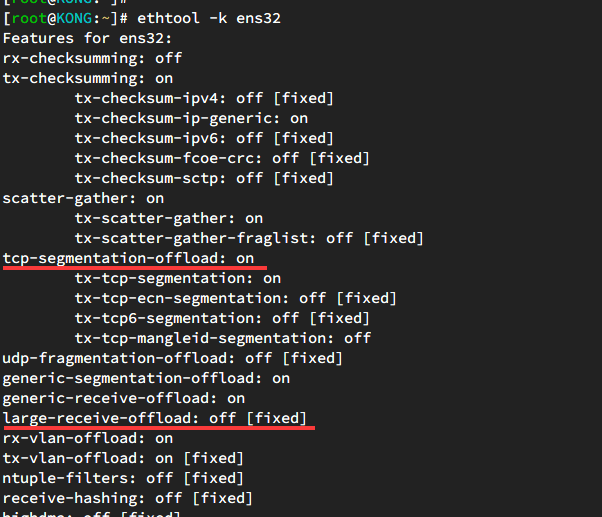 [root@KONG:~]# ethtool -k ens32
Features for ens32:
rx-checksumming: off
tx-checksumming: on
        tx-checksum-ipv4: off [fixed]
        tx-checksum-ip-generic: on
        tx-checksum-ipv6: off [fixed]
        tx-checksum-fcoe-crc: off [fixed]
        tx-checksum-sctp: off [fixed]
scatter-gather: on
        tx-scatter-gather: on
        tx-scatter-gather-fraglist: off [fixed]
tcp-segmentation-offload: on
        tx-tcp-segmentation: on
        tx-tcp-ecn-segmentation: off [fixed]
        tx-tcp6-segmentation: off [fixed]
        tx-tcp-mangleid-segmentation: off
udp-fragmentation-offload: off [fixed]
generic-segmentation-offload: on
generic-receive-offload: on
large-receive-offload: off [fixed]
rx-vlan-offload: on
tx-vlan-offload: on [fixed]
ntuple-filters: off [fixed]
receive-hashing: off [fixed]